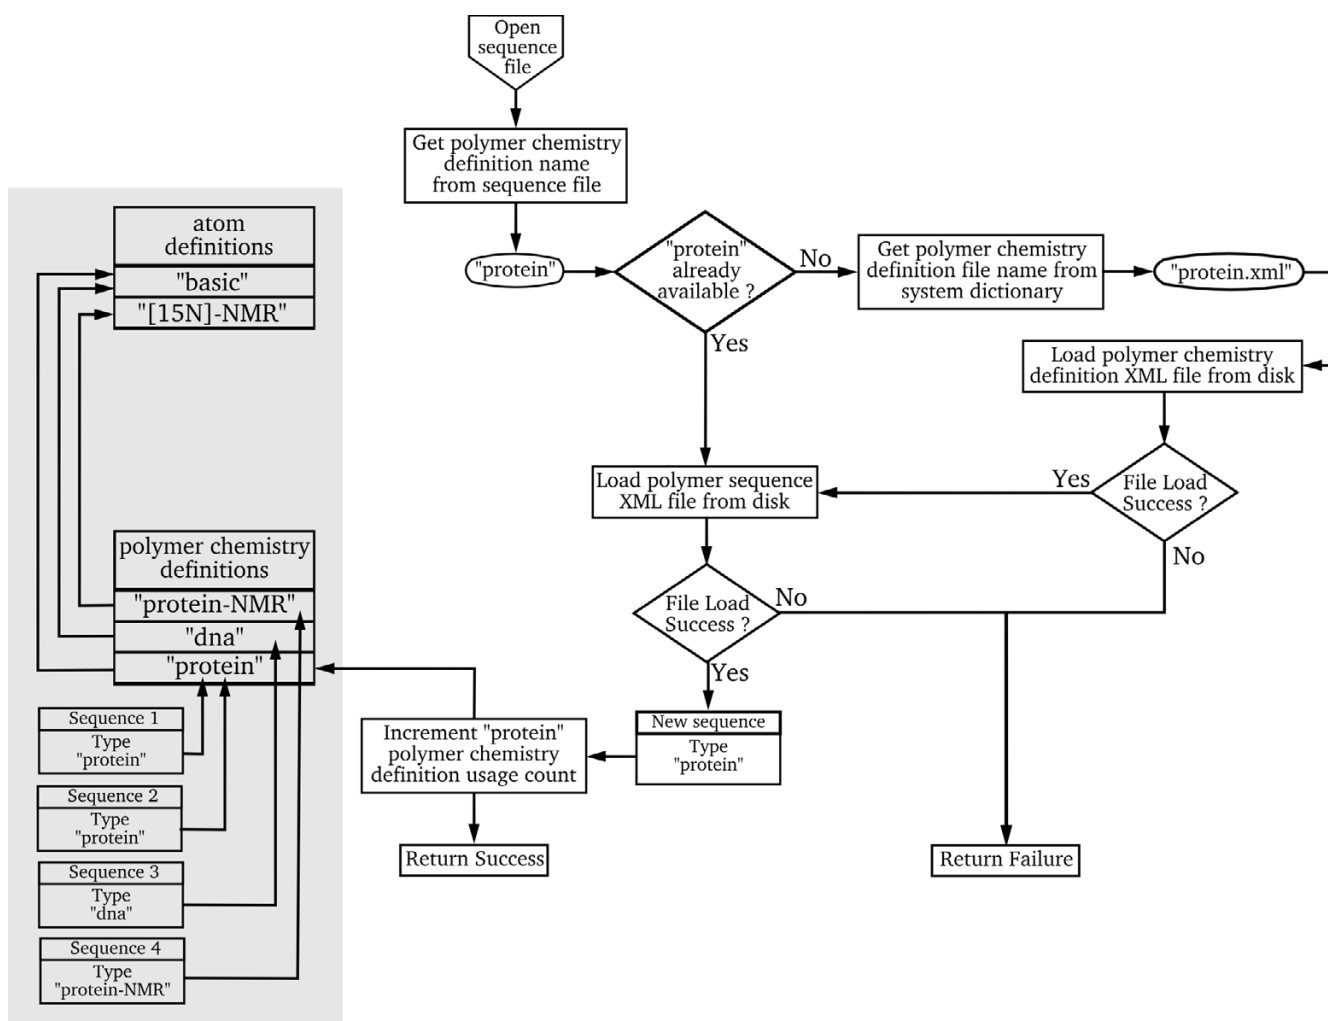 Open
sequence
file
Get polymer chemistry
definition name
from sequence file
"protein"
"protein"
already
available ?
No
Yes
Get polymer chemistry
definition file name from
system dictionary
"protein.xml"
Load polymer chemistry
definition XML file from disk
File Load
Success ?
Yes
No
Load polymer sequence
XML file from disk
File Load
Success ?
No
Yes
New sequence
Type
"protein"
Increment "protein"
polymer chemistry
definition usage count
Return Success
Return Failure
atom
definitions
"basic"
"[15N]-NMR"
polymer chemistry
definitions
"protein-NMR"
"dna"
"protein"
Sequence 1
Type
"protein"
Sequence 2
Type
"protein"
Sequence 3
Type
"dna"
Sequence 4
Type
"protein-NMR"